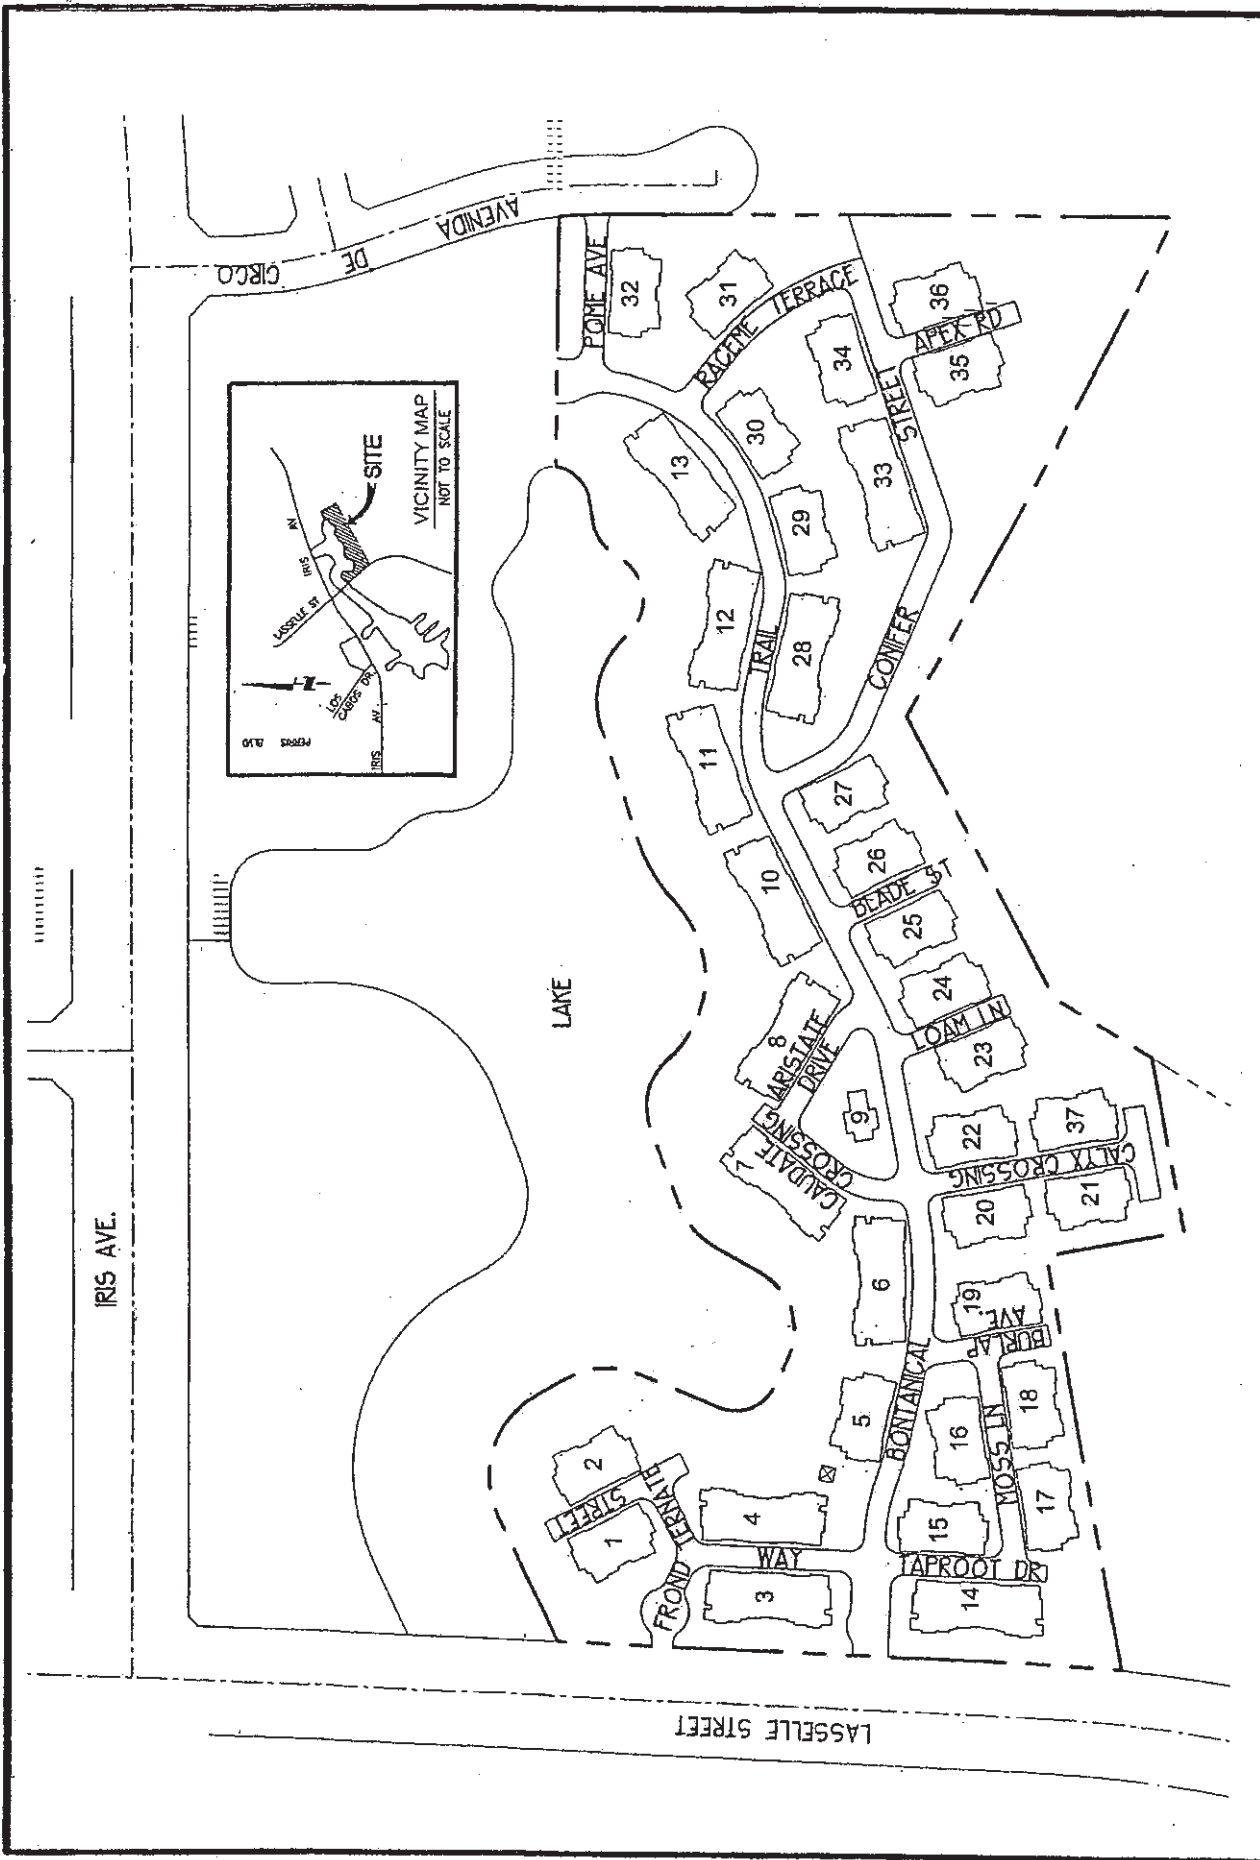 IRIS AVE.
LASSELLE STREET
CIRCO
DE
AVENIDA
LAKE
VICINITY MAP
NOT TO SCALE
SITE
IRIS
AV
LASSELLE ST
LOS
CABOS DR.
PERRIS BLVD
IRIS
AV
N
POME AVE
RACEME TERRACE
APEX RD
CONIFER
STREET
BONTANICAL
TRAIL
BLADE ST
LOAM LN
ARISTATE
DRIVE
CAUDATE
CROSSING
CALYX CROSSING
BURLAP
AVE.
MOSS LN
TAPROOT DR
FROND
WAY
TERNATE
STREET
1
2
3
4
5
6
7
8
9
10
11
12
13
14
15
16
17
18
19
20
21
22
23
24
25
26
27
28
29
30
31
32
33
34
35
36
37